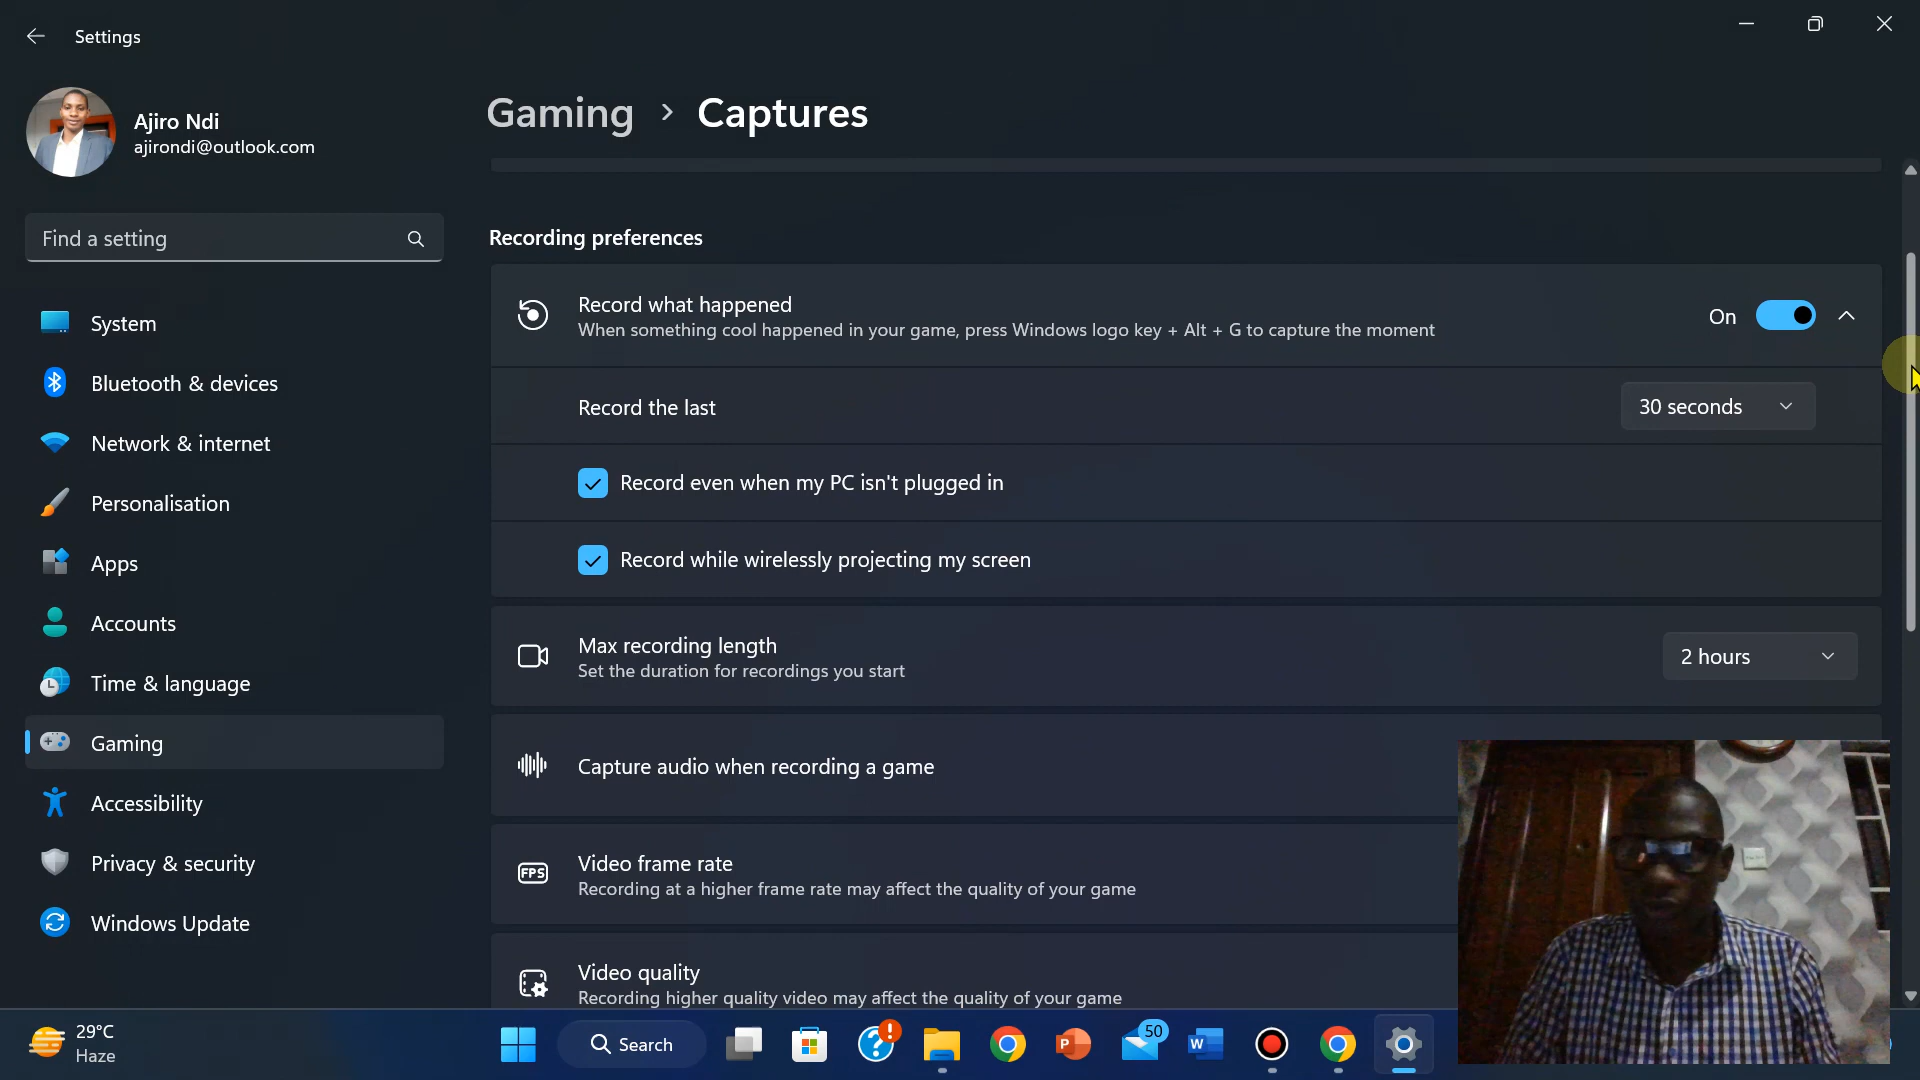 Settings
Ajiro Ndi
ajirondi@outlook.com
Find a setting
System
Bluetooth & devices
Network & internet
Personalisation
Apps
Accounts
Time & language
Gaming
Accessibility
Privacy & security
Windows Update
Gaming > Captures
Recording preferences
Record what happened
When something cool happened in your game, press Windows logo key + Alt + G to capture the moment
On
Record the last
30 seconds
Record even when my PC isn't plugged in
Record while wirelessly projecting my screen
Max recording length
Set the duration for recordings you start
2 hours
Capture audio when recording a game
FPS
Video frame rate
Recording at a higher frame rate may affect the quality of your game
Video quality
Recording higher quality video may affect the quality of your game
29°C
Haze
Search
P
50
W